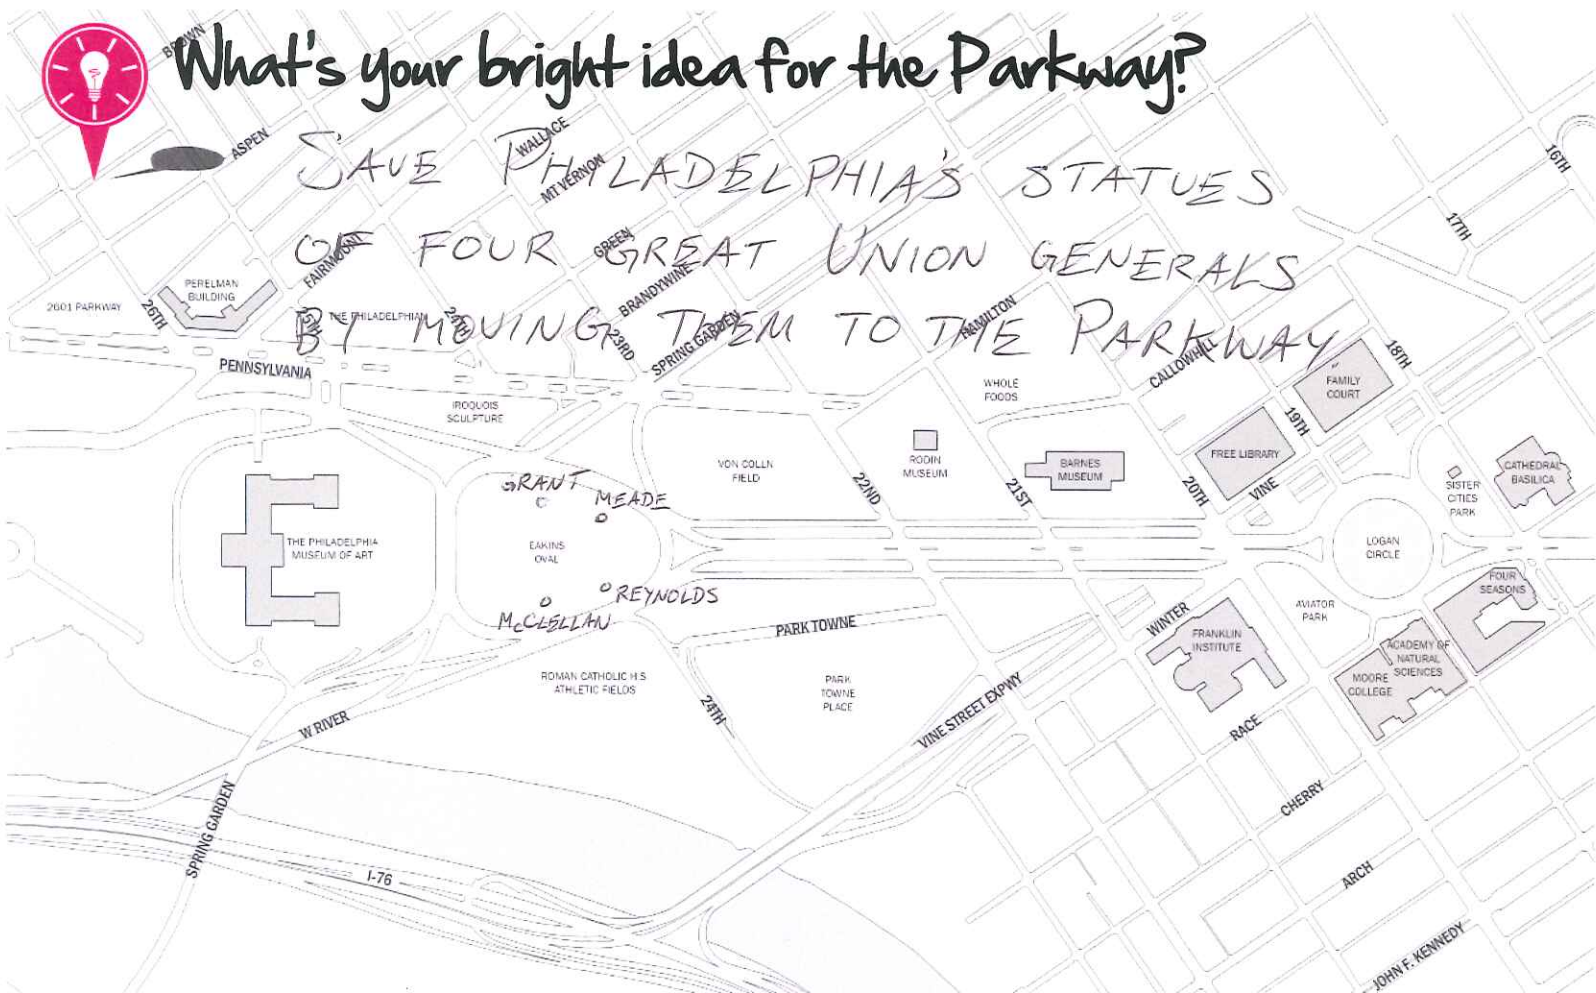 What's your bright idea for the Parkway?
BROWN
ASPEN
WALLACE
MT VERNON
SAVE PHILADELPHIA'S STATUES
OF FOUR GREAT UNION GENERALS
BY MOVING THEM TO THE PARKWAY
FAIRMOUNT
GREEN
BRANDYWINE
16TH
17TH
PERELMAN
BUILDING
2601 PARKWAY
26TH
25TH
THE PHILADELPHIAN
24TH
23RD
SPRING GARDEN
HAMILTON
CALLOWHILL
18TH
PENNSYLVANIA
IROQUOIS
SCULPTURE
WHOLE
FOODS
FAMILY
COURT
19TH
VON COLLN
FIELD
22ND
RODIN
MUSEUM
21ST
BARNES
MUSEUM
20TH
FREE LIBRARY
VINE
SISTER
CITIES
PARK
CATHEDRAL
BASILICA
GRANT
MEADE
THE PHILADELPHIA
MUSEUM OF ART
EAKINS
OVAL
LOGAN
CIRCLE
REYNOLDS
McCLELLAN
PARK TOWNE
WINTER
AVIATOR
PARK
FOUR
SEASONS
FRANKLIN
INSTITUTE
ACADEMY OF
NATURAL
SCIENCES
MOORE
COLLEGE
ROMAN CATHOLIC H.S
ATHLETIC FIELDS
24TH
PARK
TOWNE
PLACE
VINE STREET EXPWY
W RIVER
RACE
SPRING GARDEN
CHERRY
I-76
ARCH
JOHN F. KENNEDY